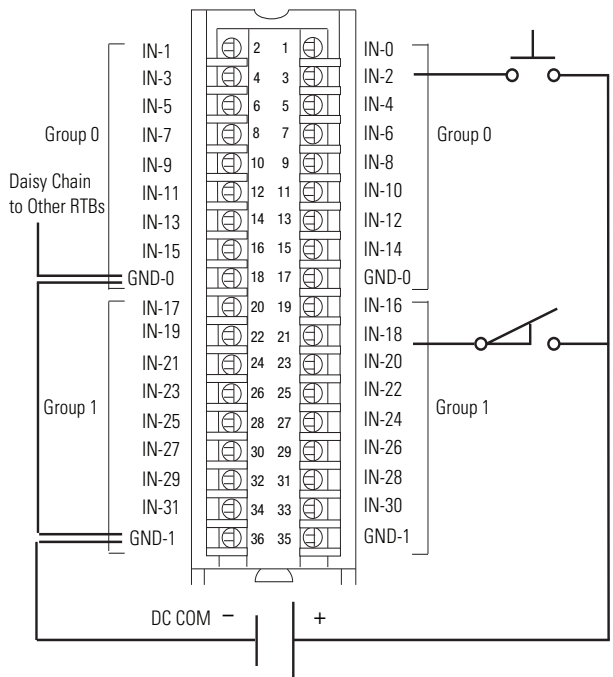 IN-1 2 1 IN-0
IN-3 4 3 IN-2
IN-5 6 5 IN-4
Group 0 IN-7 8 7 IN-6 Group 0
IN-9 10 9 IN-8
Daisy Chain
to Other RTBs
IN-11 12 11 IN-10
IN-13 14 13 IN-12
IN-15 16 15 IN-14
GND-0 18 17 GND-0
IN-17 20 19 IN-16
IN-19 22 21 IN-18
IN-21 24 23 IN-20
IN-23 26 25 IN-22
Group 1 IN-25 28 27 IN-24 Group 1
IN-27 30 29 IN-26
IN-29 32 31 IN-28
IN-31 34 33 IN-30
GND-1 36 35 GND-1
DC COM – +